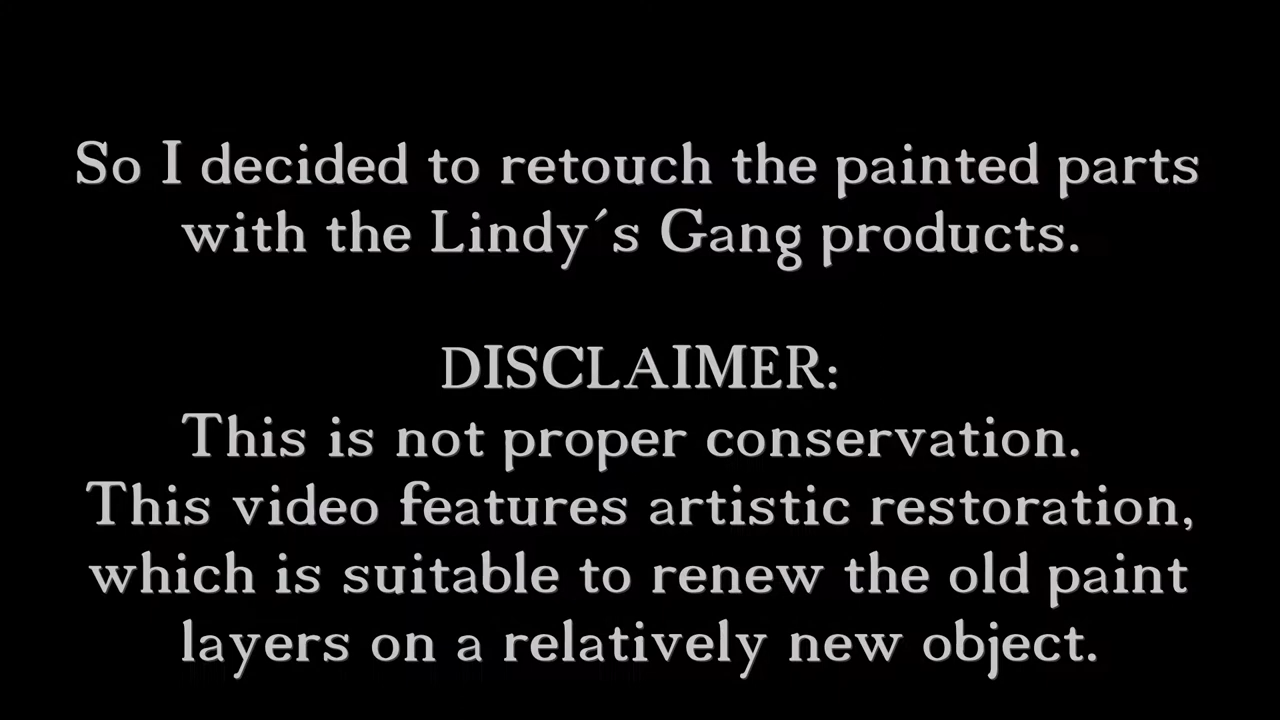 So I decided to retouch the painted parts
with the Lindy´s Gang products.
DISCLAIMER:
This is not proper conservation.
This video features artistic restoration,
which is suitable to renew the old paint
layers on a relatively new object.